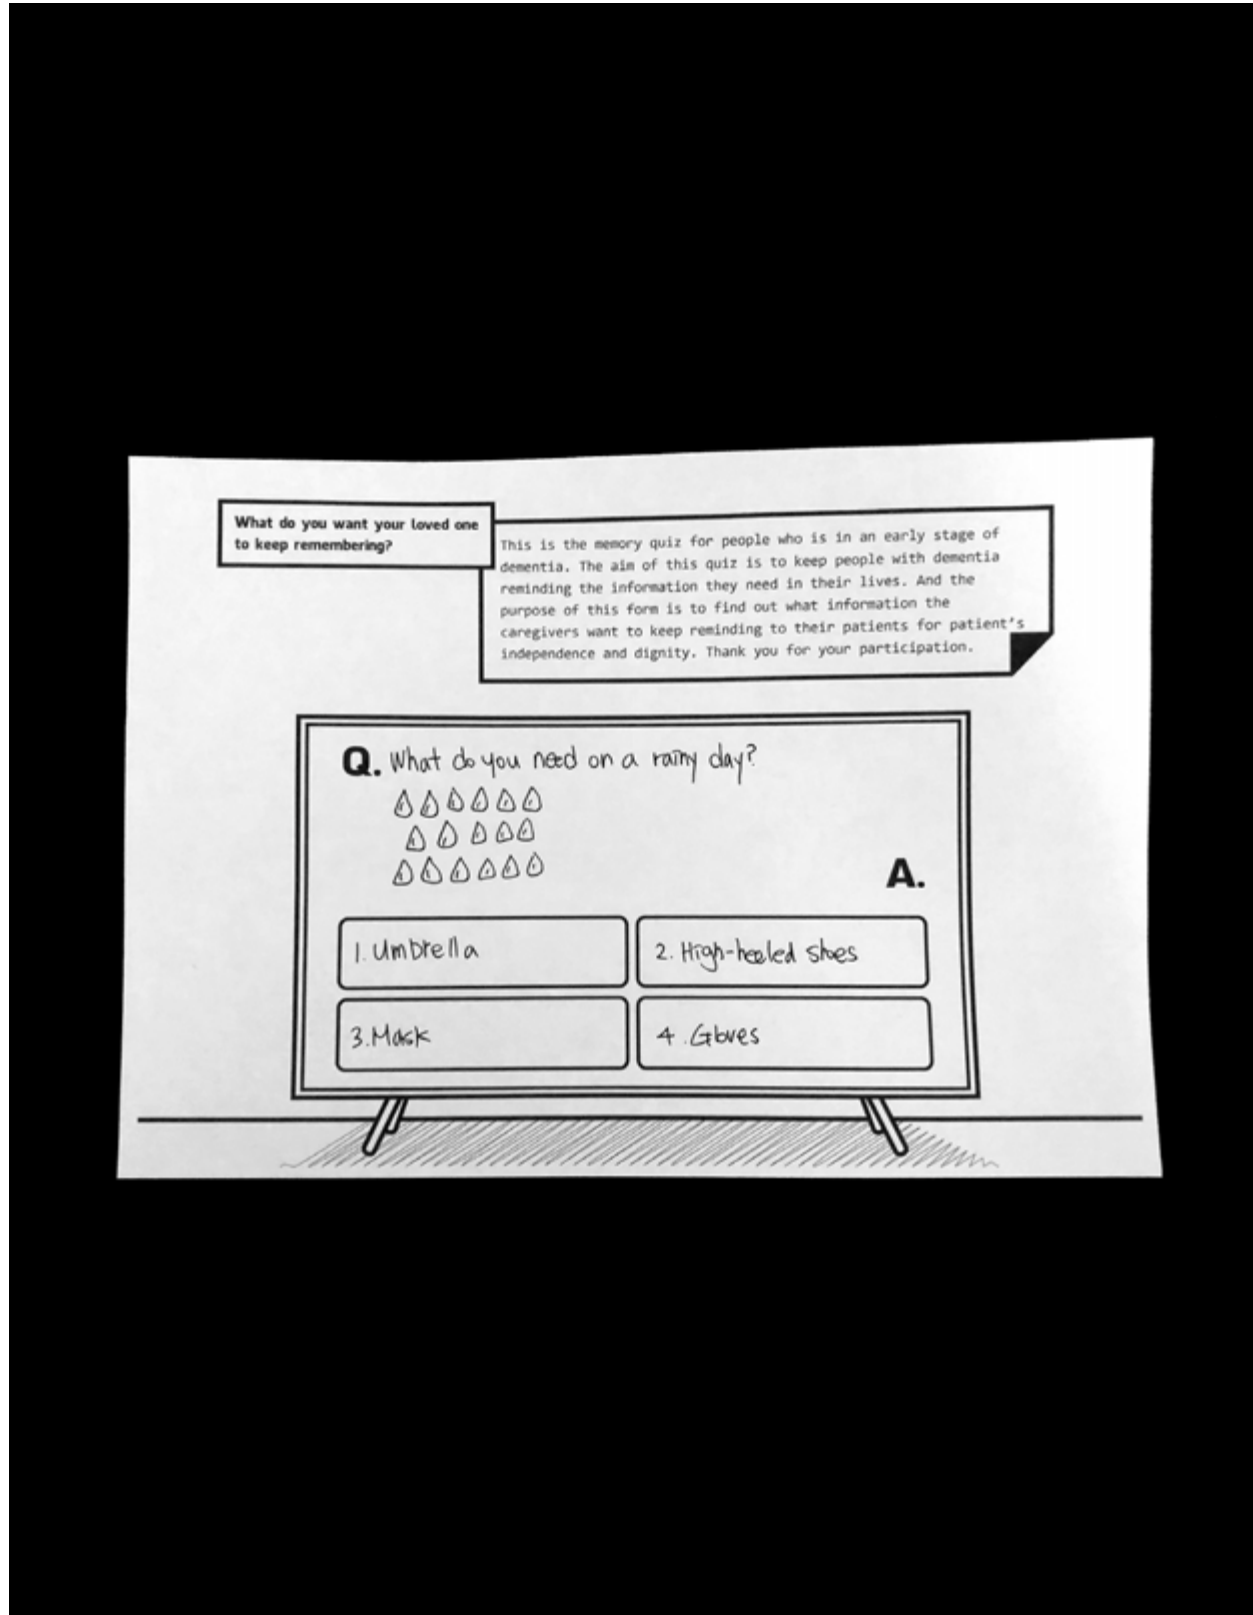 What do you want your loved one
to keep remembering?
This is the memory quiz for people who is in an early stage of
dementia. The aim of this quiz is to keep people with dementia
reminding the information they need in their lives. And the
purpose of this form is to find out what information the
caregivers want to keep reminding to their patients for patient's
independence and dignity. Thank you for your participation.
Q. What do you need on a rainy day?
A.
1. Umbrella
2. High-heeled shoes
3. Mask
4. Gloves